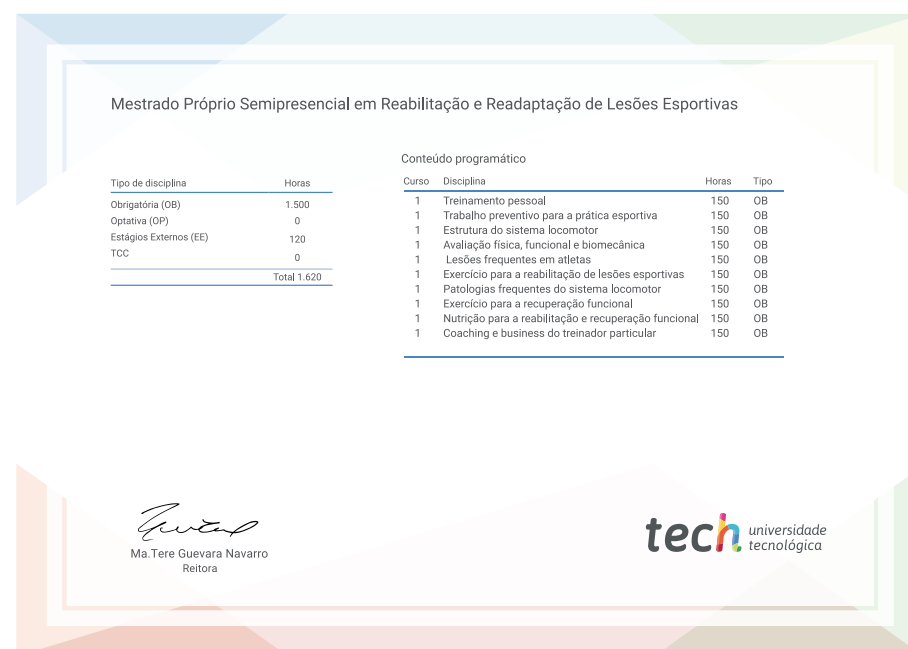 Mestrado Próprio Semipresencial em Reabilitação e Readaptação de Lesões Esportivas
Tipo de disciplina Horas
Obrigatória (OB) 1.500
Optativa (OP) 0
Estágios Externos (EE) 120
TCC 0
Total 1.620
Conteúdo programático
Curso Disciplina Horas Tipo
1 Treinamento pessoal 150 OB
1 Trabalho preventivo para a prática esportiva 150 OB
1 Estrutura do sistema locomotor 150 OB
1 Avaliação física, funcional e biomecânica 150 OB
1 Lesões frequentes em atletas 150 OB
1 Exercício para a reabilitação de lesões esportivas 150 OB
1 Patologias frequentes do sistema locomotor 150 OB
1 Exercício para a recuperação funcional 150 OB
1 Nutrição para a reabilitação e recuperação funcional 150 OB
1 Coaching e business do treinador particular 150 OB
Ma.Tere Guevara Navarro
Reitora
tech universidade
tecnológica